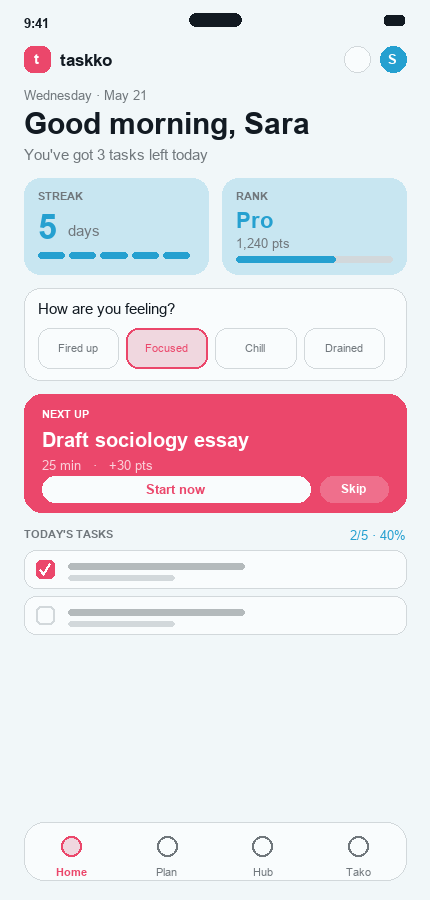 9:41
t taskko S
Wednesday · May 21
Good morning, Sara
You've got 3 tasks left today
STREAK
5 days
RANK
Pro
1,240 pts
How are you feeling?
Fired up Focused Chill Drained
NEXT UP
Draft sociology essay
25 min · +30 pts
Start now Skip
TODAY'S TASKS 2/5 · 40%
Home Plan Hub Tako